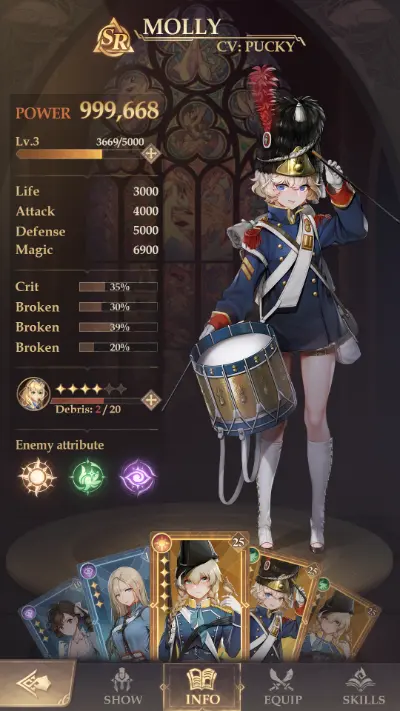 SR
MOLLY
CV: PUCKY
POWER 999,668
Lv.3 3669/5000
Life 3000
Attack 4000
Defense 5000
Magic 6900
Crit 35%
Broken 30%
Broken 39%
Broken 20%
Debris: 2/20
Enemy attribute
25
25
25
SHOW
INFO
EQUIP
SKILLS